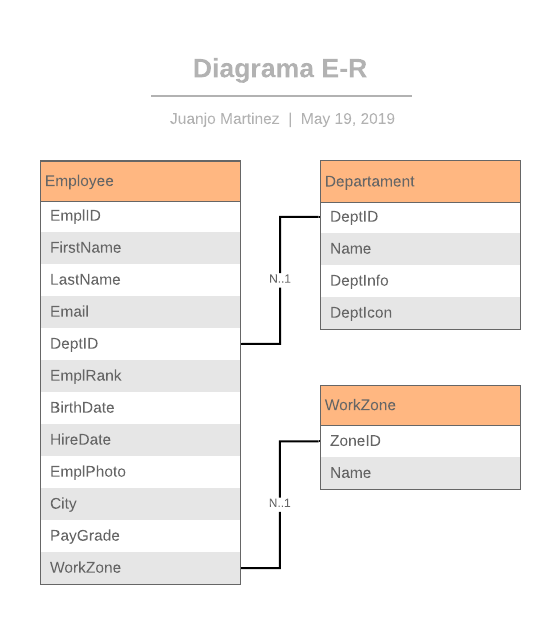 Diagrama E-R
Juanjo Martinez | May 19, 2019
Employee
EmplID
FirstName
LastName
Email
DeptID
EmplRank
BirthDate
HireDate
EmplPhoto
City
PayGrade
WorkZone
N..1
N..1
Departament
DeptID
Name
DeptInfo
DeptIcon
WorkZone
ZoneID
Name